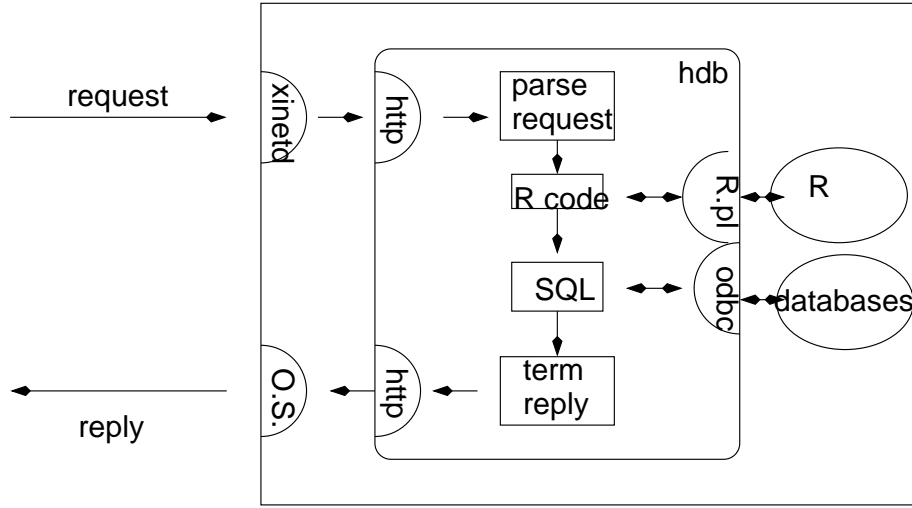 hdb
request
xinetd
http
parse
request
R code
R.pl
R
SQL
odbc
databases
O.S.
http
term
reply
reply